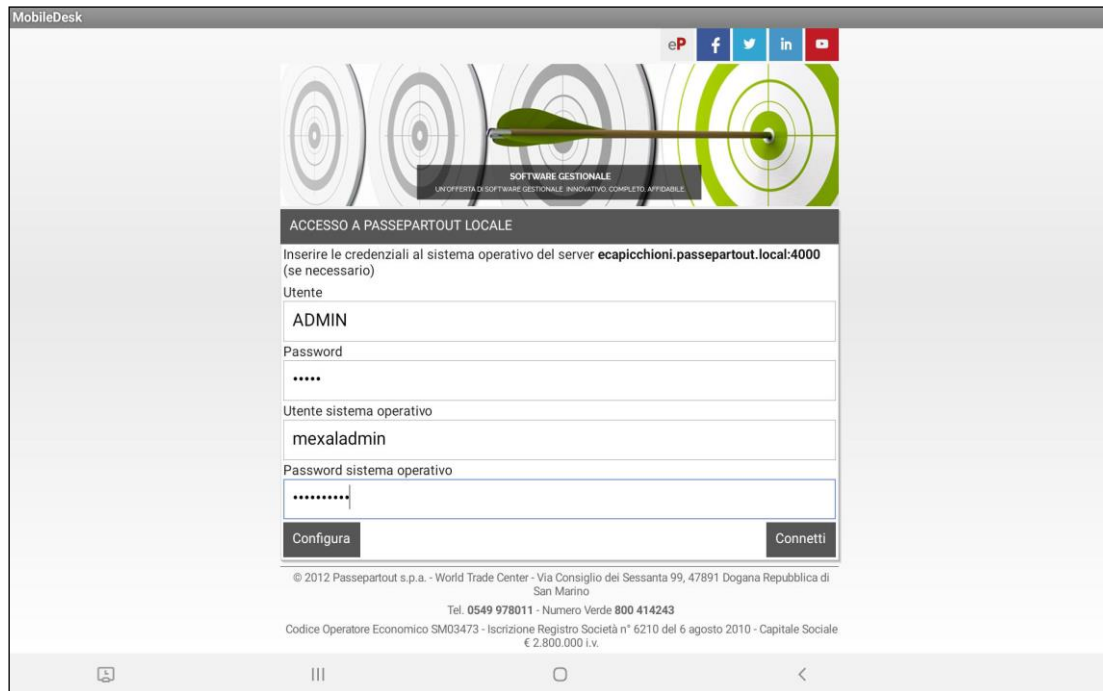 MobileDesk
eP
SOFTWARE GESTIONALE
UN'OFFERTA DI SOFTWARE GESTIONALE INNOVATIVO, COMPLETO, AFFIDABILE.
ACCESSO A PASSEPARTOUT LOCALE
Inserire le credenziali al sistema operativo del server ecapicchioni.passepartout.local:4000
(se necessario)
Utente
ADMIN
Password
•••••
Utente sistema operativo
mexaladmin
Password sistema operativo
••••••••••
Configura
Connetti
© 2012 Passepartout s.p.a. - World Trade Center - Via Consiglio dei Sessanta 99, 47891 Dogana Repubblica di
San Marino
Tel. 0549 978011 - Numero Verde 800 414243
Codice Operatore Economico SM03473 - Iscrizione Registro Società n° 6210 del 6 agosto 2010 - Capitale Sociale
€ 2.800.000 i.v.